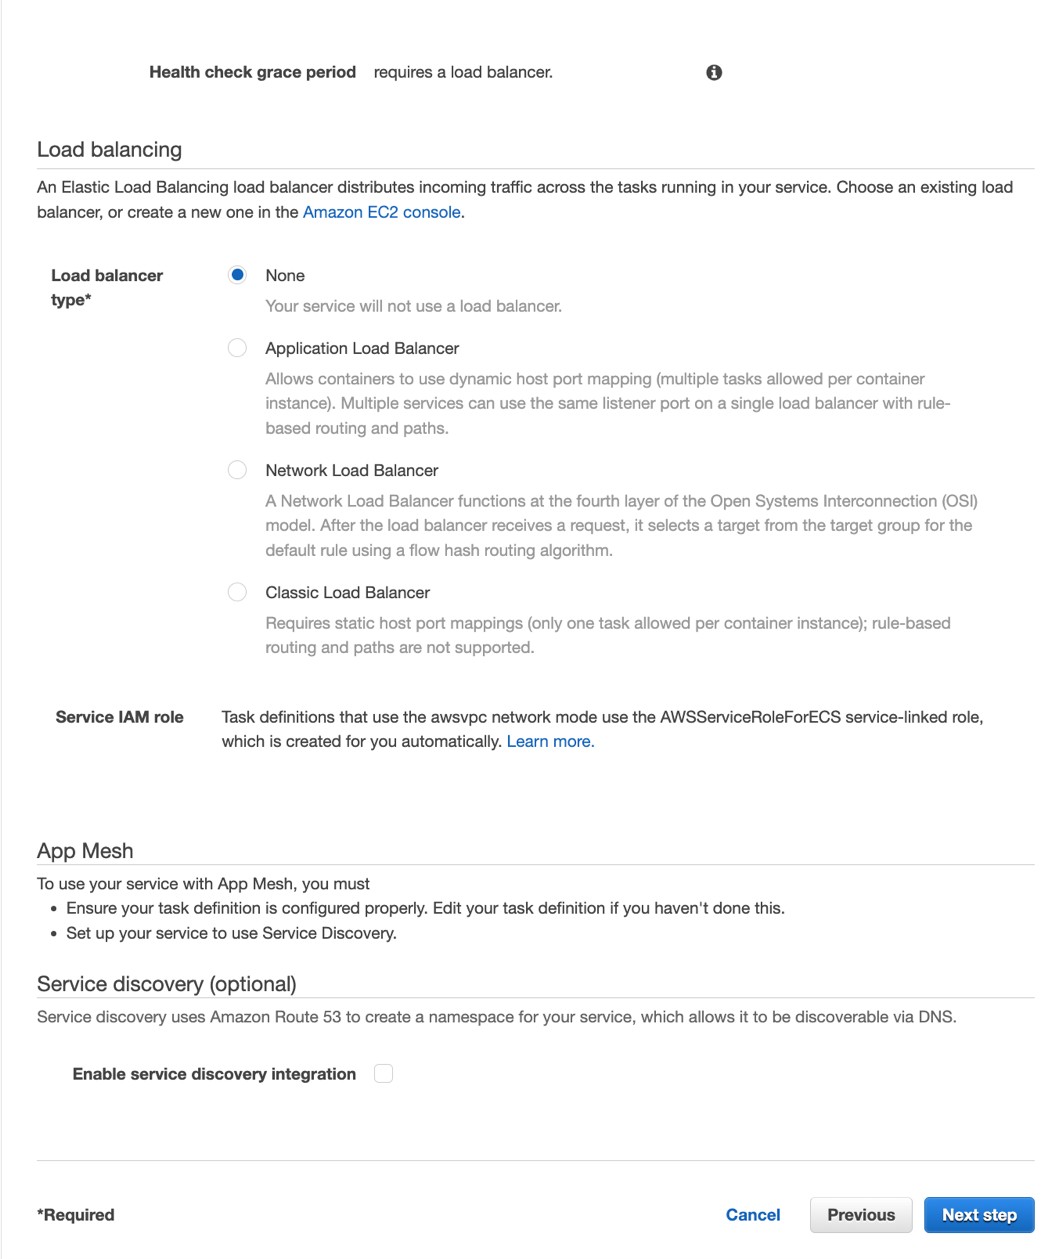 Health check grace period requires a load balancer.
Load balancing
An Elastic Load Balancing load balancer distributes incoming traffic across the tasks running in your service. Choose an existing load
balancer, or create a new one in the Amazon EC2 console.
Load balancer
type*
None
Your service will not use a load balancer.
Application Load Balancer
Allows containers to use dynamic host port mapping (multiple tasks allowed per container
instance). Multiple services can use the same listener port on a single load balancer with rule-
based routing and paths.
Network Load Balancer
A Network Load Balancer functions at the fourth layer of the Open Systems Interconnection (OSI)
model. After the load balancer receives a request, it selects a target from the target group for the
default rule using a flow hash routing algorithm.
Classic Load Balancer
Requires static host port mappings (only one task allowed per container instance); rule-based
routing and paths are not supported.
Service IAM role
Task definitions that use the awsvpc network mode use the AWSServiceRoleForECS service-linked role,
which is created for you automatically. Learn more.
App Mesh
To use your service with App Mesh, you must
• Ensure your task definition is configured properly. Edit your task definition if you haven't done this.
• Set up your service to use Service Discovery.
Service discovery (optional)
Service discovery uses Amazon Route 53 to create a namespace for your service, which allows it to be discoverable via DNS.
Enable service discovery integration
*Required
Cancel
Previous
Next step